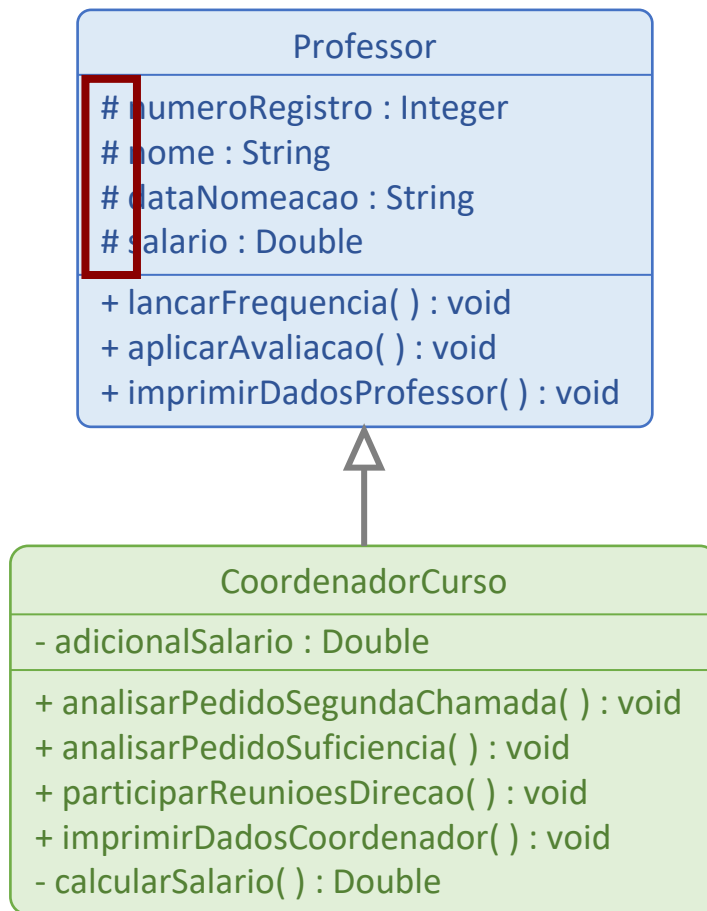 Professor
# numeroRegistro : Integer
# nome : String
# dataNomeacao : String
# salario : Double
+ lancarFrequencia( ) : void
+ aplicarAvaliacao( ) : void
+ imprimirDadosProfessor( ) : void
CoordenadorCurso
- adicionalSalario : Double
+ analisarPedidoSegundaChamada( ) : void
+ analisarPedidoSuficiencia( ) : void
+ participarReunioesDirecao( ) : void
+ imprimirDadosCoordenador( ) : void
- calcularSalario( ) : Double